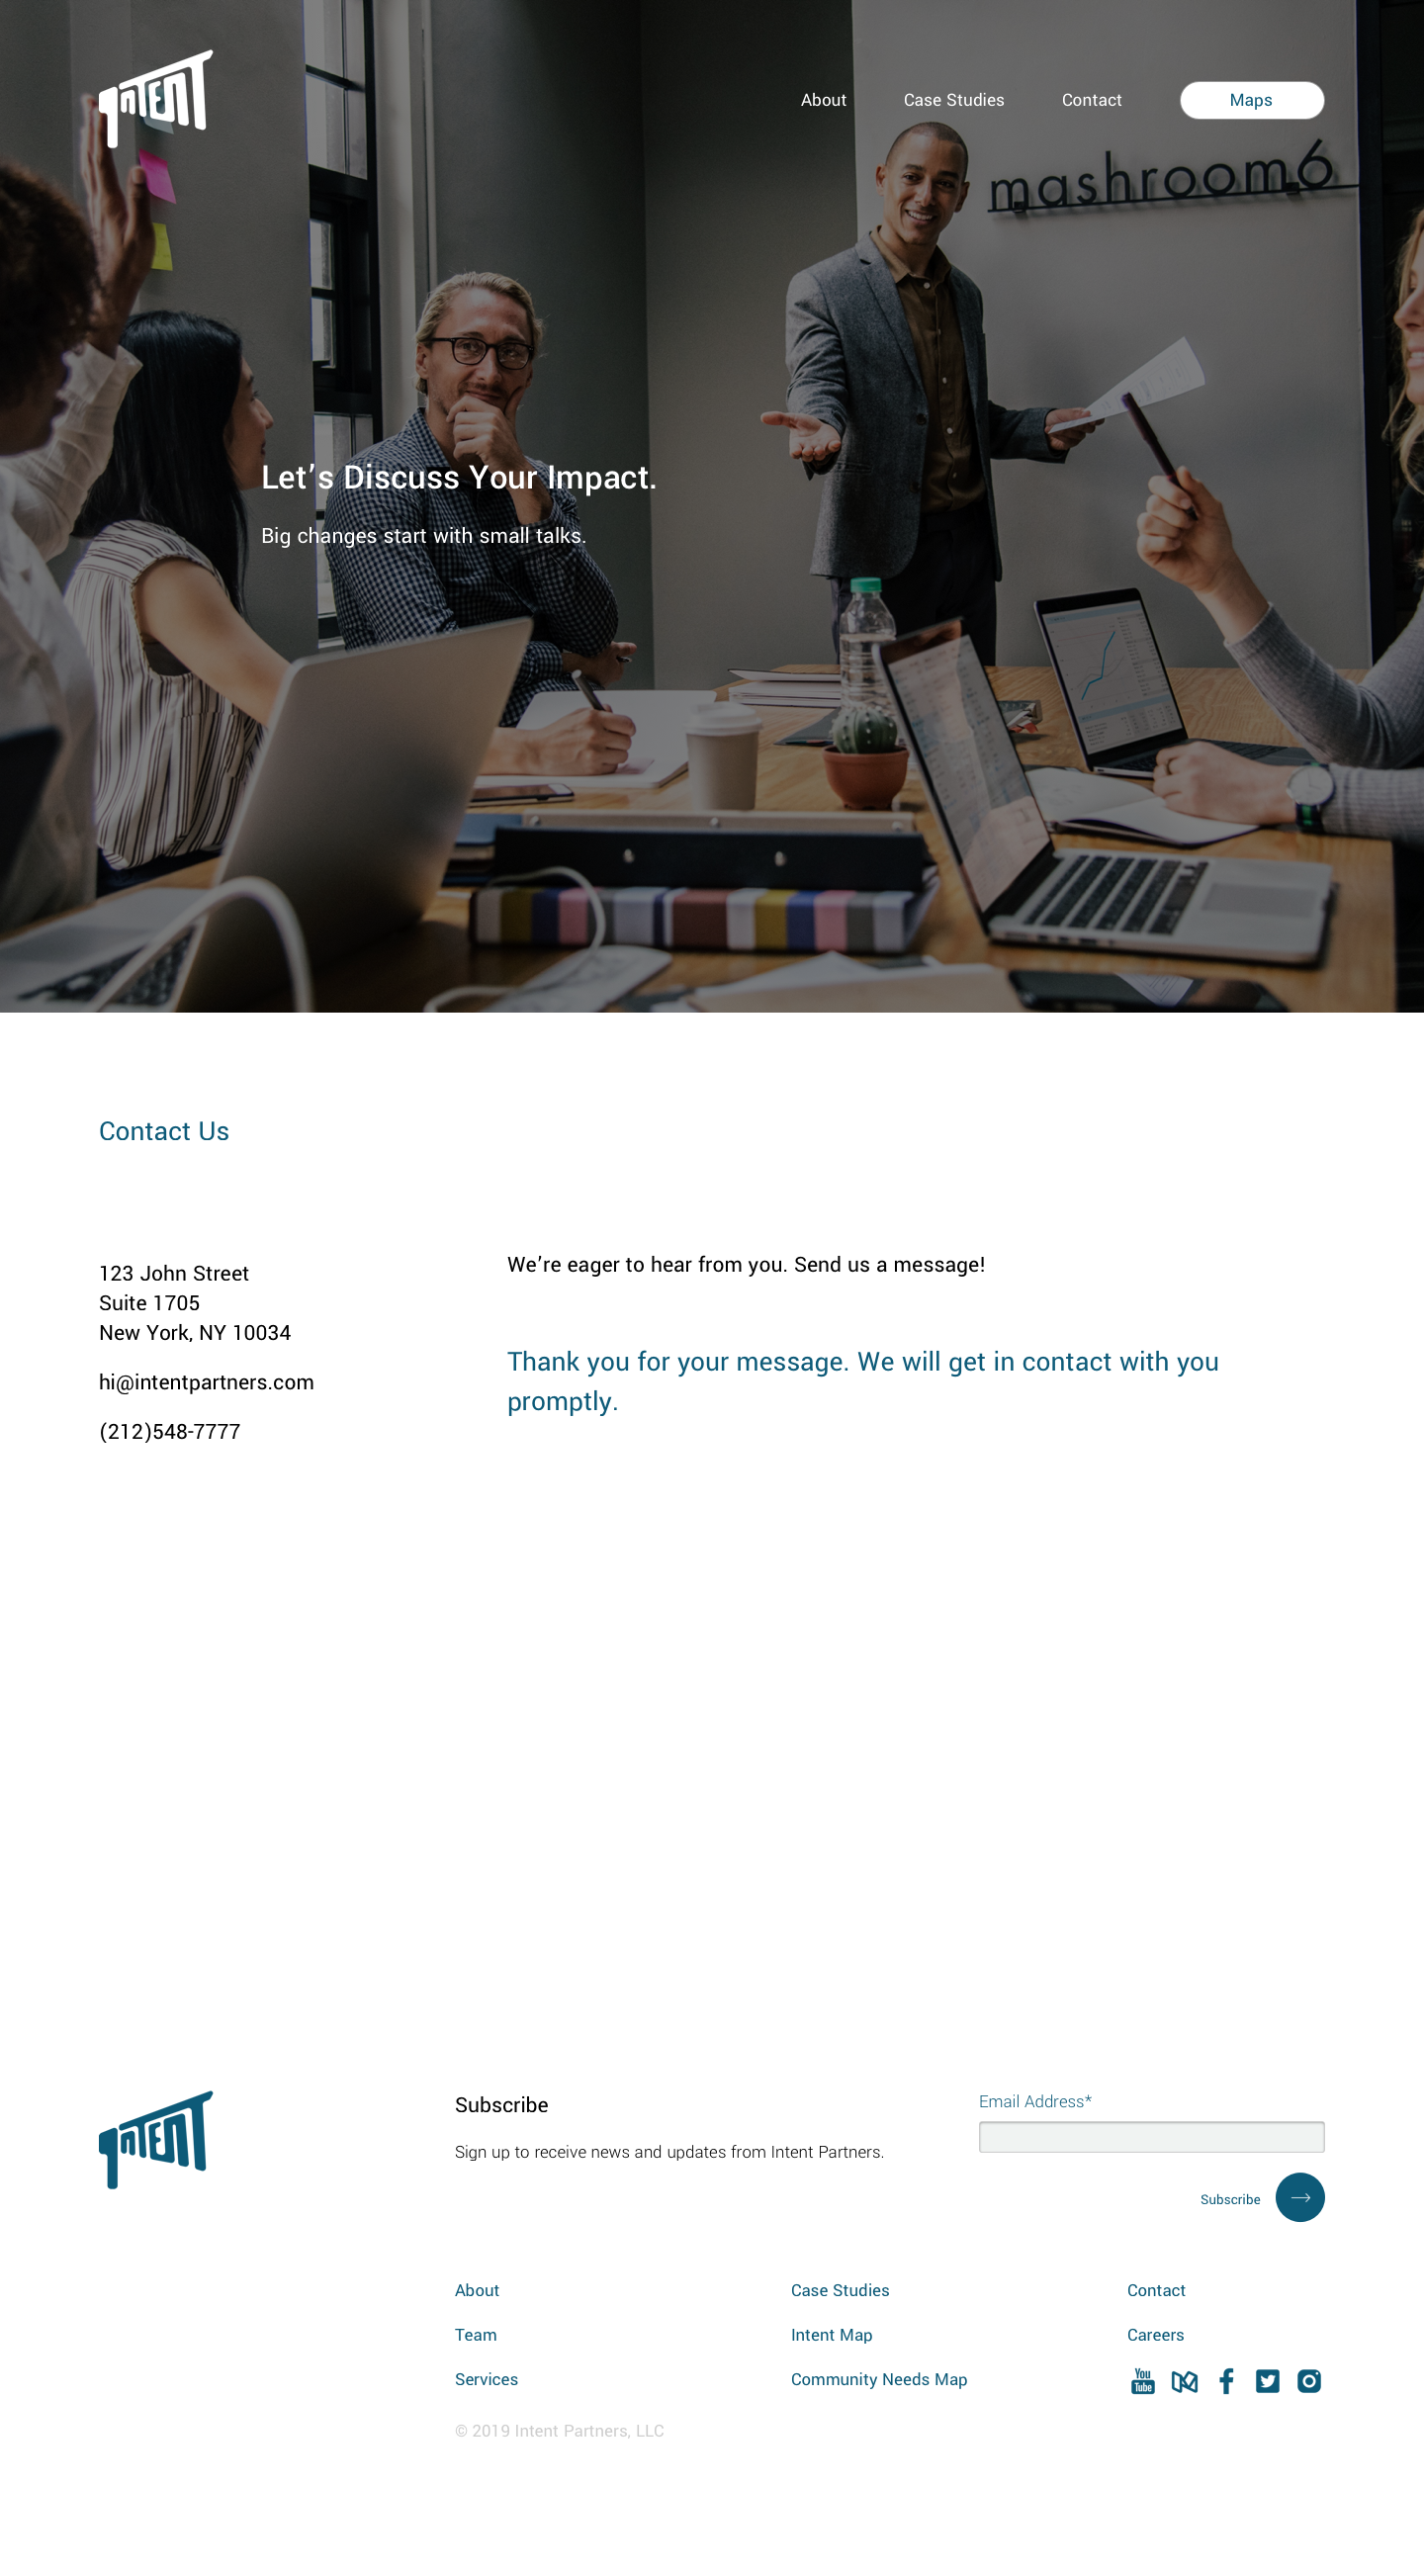 INTENT
About Case Studies Contact Maps
mashroom6
Let’s Discuss Your Impact.
Big changes start with small talks.
Contact Us
123 John Street
Suite 1705
New York, NY 10034
hi@intentpartners.com
(212)548-7777
We’re eager to hear from you. Send us a message!
Thank you for your message. We will get in contact with you
promptly.
INTENT
Subscribe
Sign up to receive news and updates from Intent Partners.
Email Address*
Subscribe
About Case Studies Contact
Team Intent Map Careers
Services Community Needs Map
You
Tube
© 2019 Intent Partners, LLC